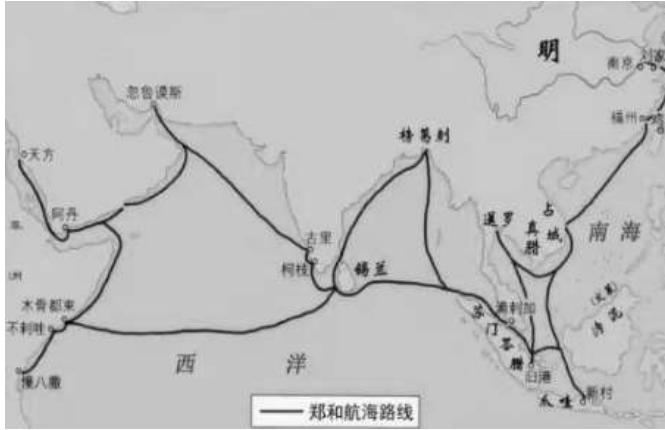 明
南京
刘家
忽鲁谟斯
福州
榜葛剌
天方
占城
暹罗
真腊
南海
阿丹
古里
柯枝
锡兰
满剌加
木骨都束
苏门答腊
不剌哇
西洋
旧港
慢八撒
新村
爪哇
郑和航海路线